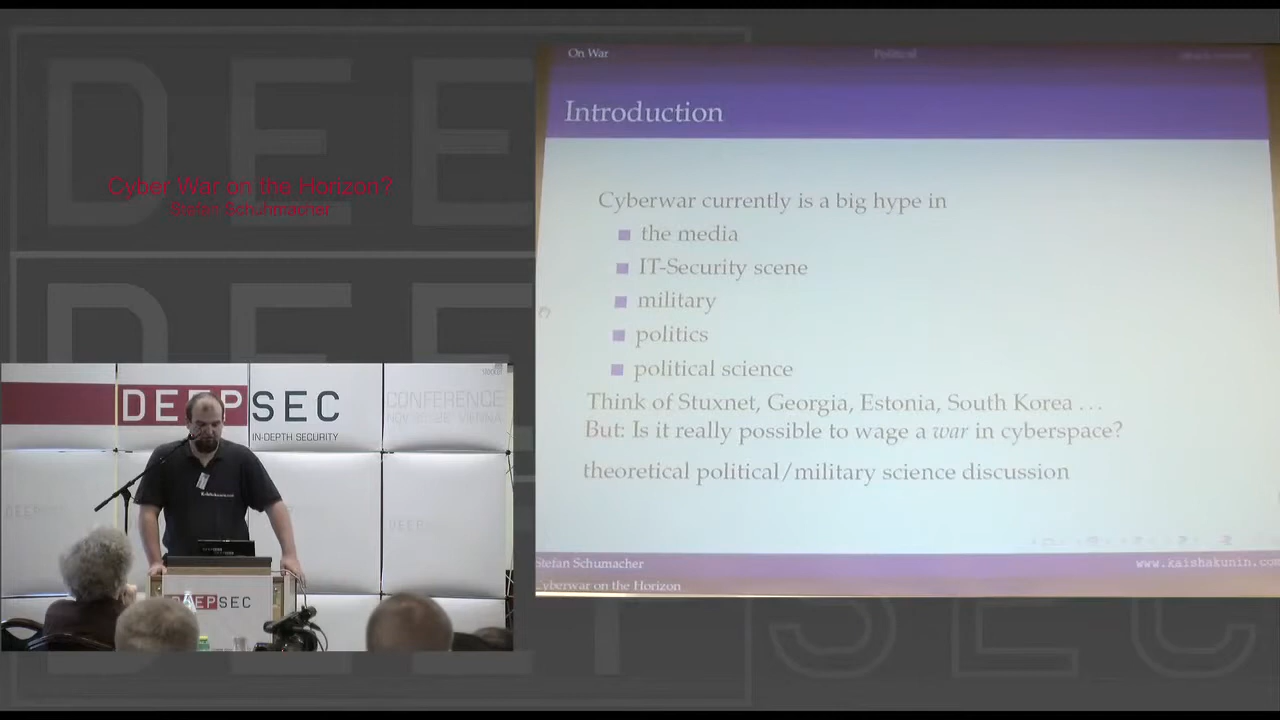 Cyber War on the Horizon?
Stefan Schuhmacher
DEEPSEC
IN-DEPTH SECURITY
CONFERENCE
DEEPSEC
On War
Political
Introduction
Cyberwar currently is a big hype in
the media
IT-Security scene
military
politics
political science
Think of Stuxnet, Georgia, Estonia, South Korea ...
But: Is it really possible to wage a war in cyberspace?
theoretical political/military science discussion
Stefan Schumacher
www.kaishakunin.com
Cyberwar on the Horizon